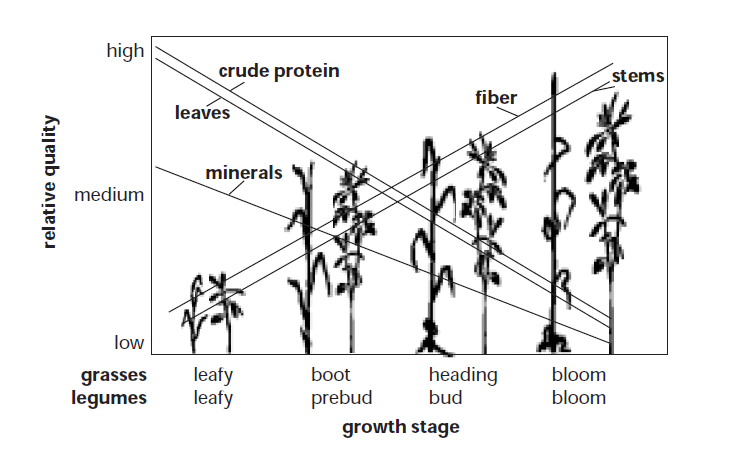 high
crude protein
stems
fiber
leaves
minerals
medium
relative quality
low
grasses leafy boot heading bloom
legumes leafy prebud bud bloom
growth stage